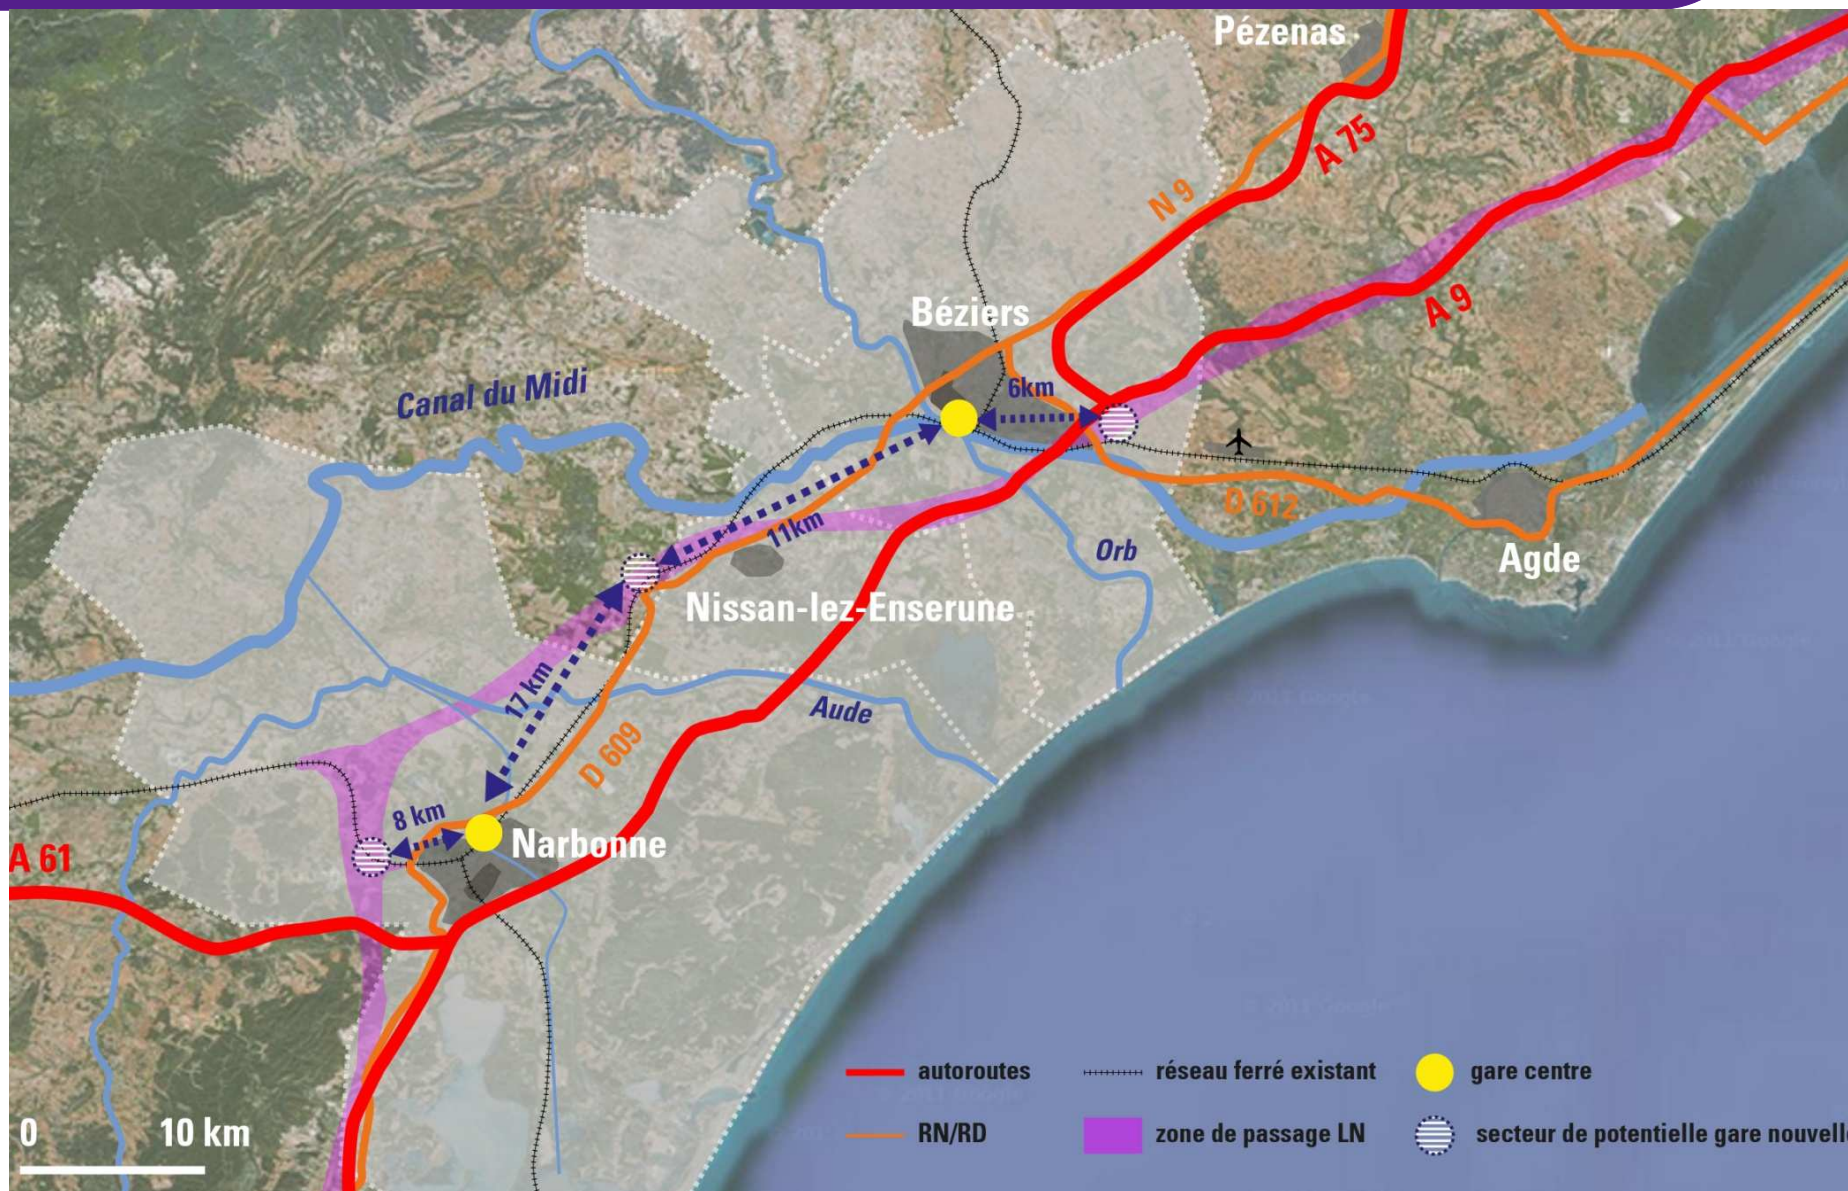 Pézenas
A 75
N 9
Béziers
A 9
Canal du Midi
6km
11km
D 612
Orb
Agde
Nissan-lez-Enserune
17 km
Aude
D 609
8 km
Narbonne
A 61
autoroutes
réseau ferré existant
gare centre
RN/RD
zone de passage LN
secteur de potentielle gare nouvelle
0 10 km